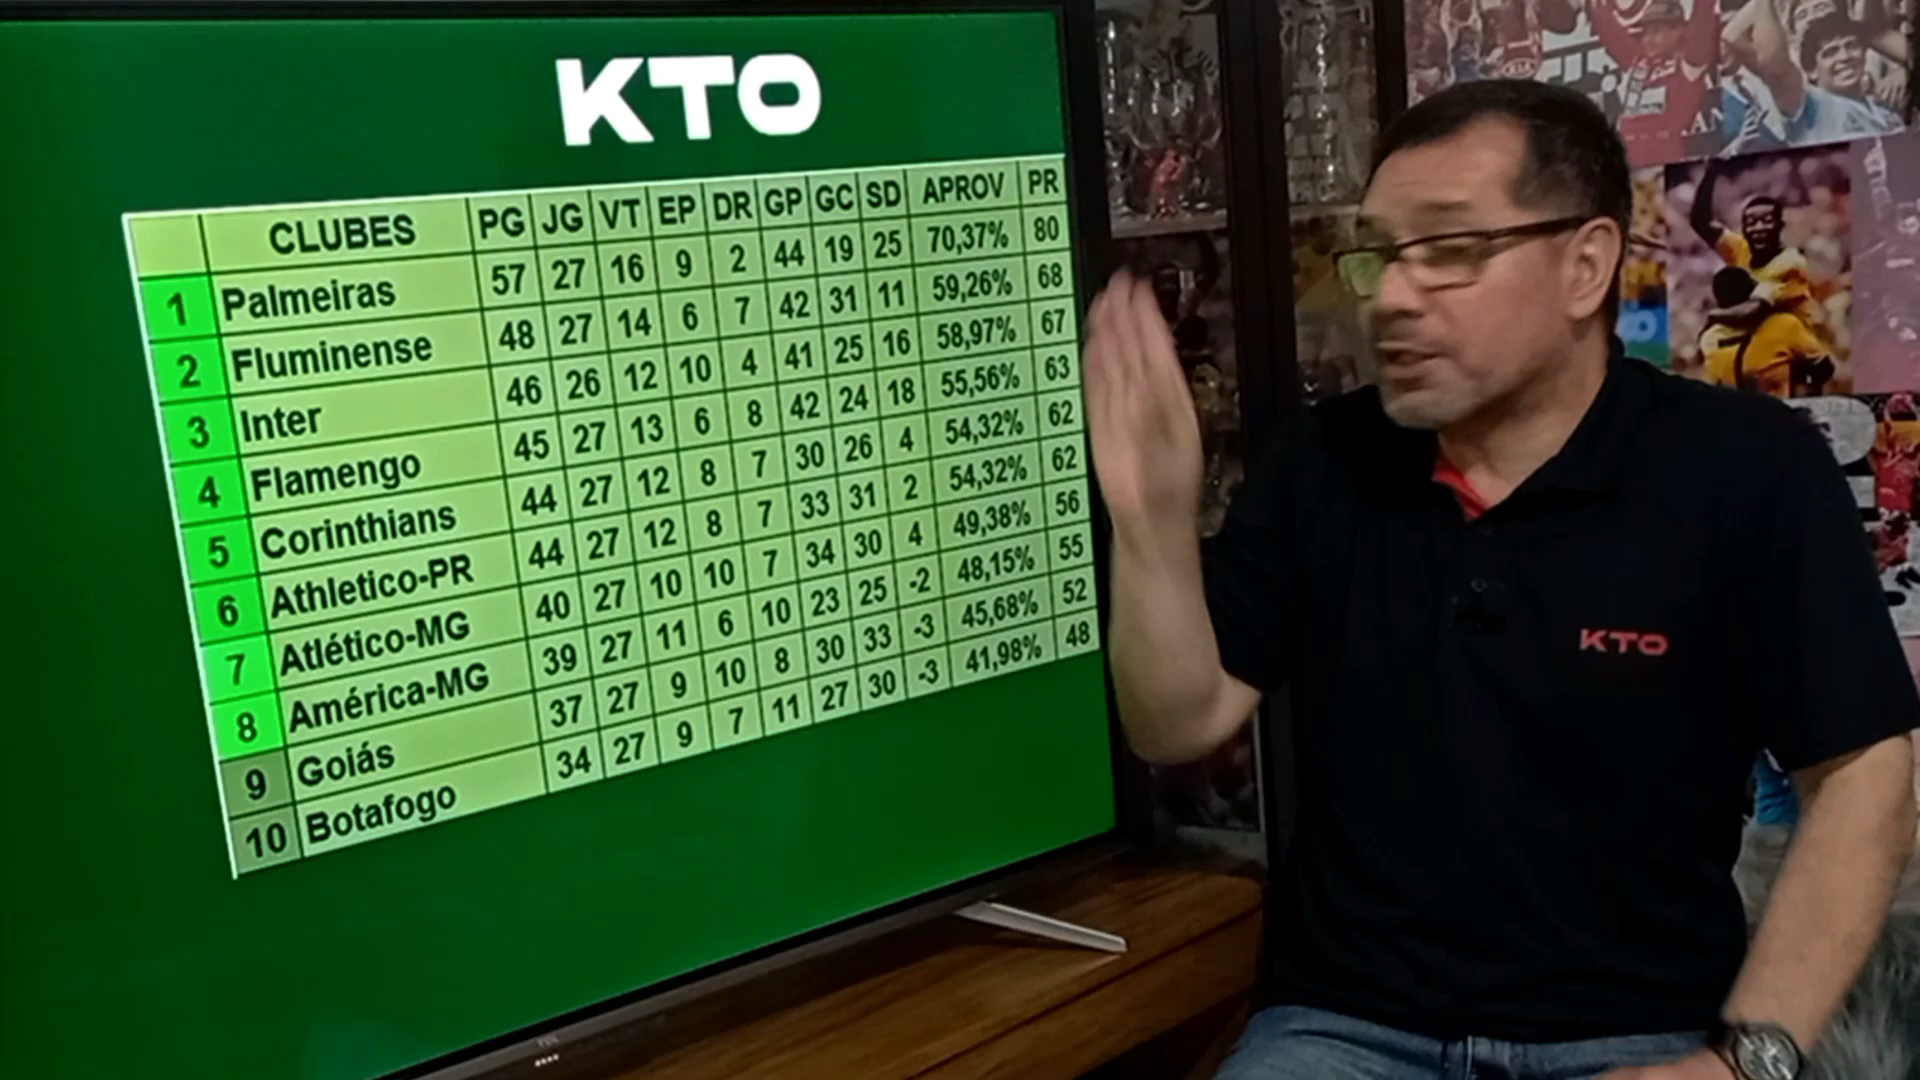 KTO
CLUBES PG JG VT EP DR GP GC SD APROV PR
1 Palmeiras 57 27 16 9 2 44 19 25 70,37% 80
2 Fluminense 48 27 14 6 7 42 31 11 59,26% 68
3 Inter 46 26 12 10 4 41 25 16 58,97% 67
4 Flamengo 45 27 13 6 8 42 24 18 55,56% 63
5 Corinthians 44 27 12 8 7 30 26 4 54,32% 62
6 Athletico-PR 44 27 12 8 7 33 31 2 54,32% 62
7 Atlético-MG 40 27 10 10 7 34 30 4 49,38% 56
8 América-MG 39 27 11 6 10 23 25 -2 48,15% 55
9 Goiás 37 27 9 10 8 30 33 -3 45,68% 52
10 Botafogo 34 27 9 7 11 27 30 -3 41,98% 48
KTO